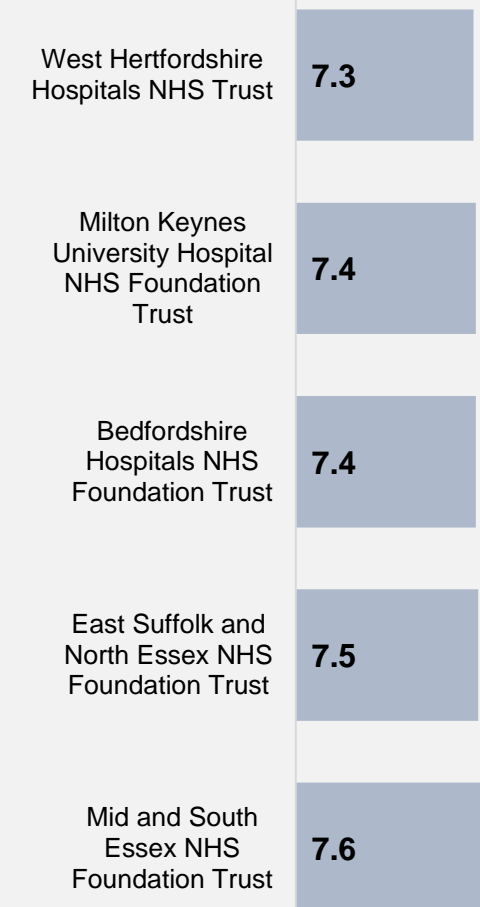 West Hertfordshire
Hospitals NHS Trust
7.3
Milton Keynes
University Hospital
NHS Foundation
Trust
7.4
Bedfordshire
Hospitals NHS
Foundation Trust
7.4
East Suffolk and
North Essex NHS
Foundation Trust
7.5
Mid and South
Essex NHS
Foundation Trust
7.6